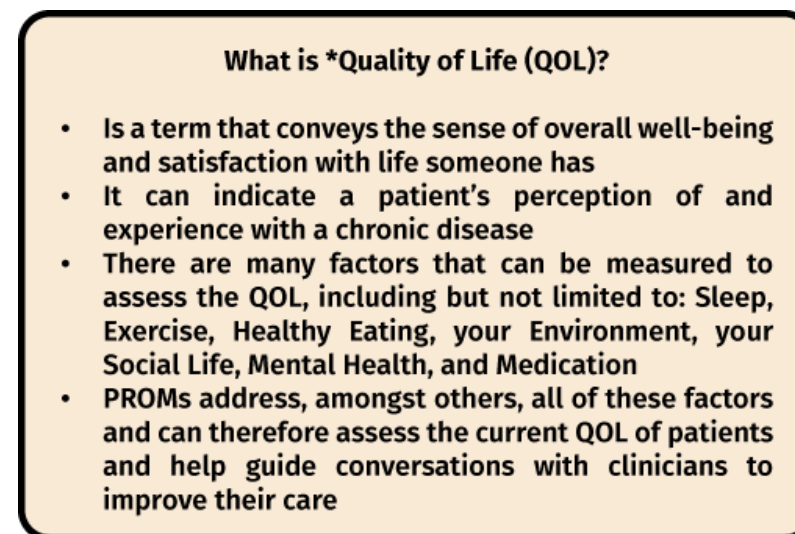 What is *Quality of Life (QOL)?
• Is a term that conveys the sense of overall well-being
and satisfaction with life someone has
• It can indicate a patient's perception of and
experience with a chronic disease
• There are many factors that can be measured to
assess the QOL, including but not limited to: Sleep,
Exercise, Healthy Eating, your Environment, your
Social Life, Mental Health, and Medication
• PROMs address, amongst others, all of these factors
and can therefore assess the current QOL of patients
and help guide conversations with clinicians to
improve their care